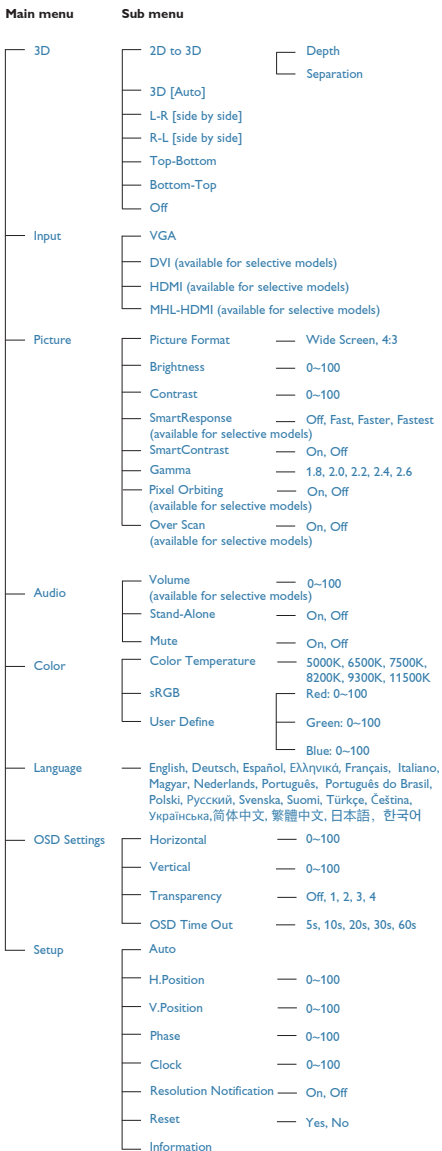 Main menu Sub menu
3D 2D to 3D Depth
Separation
3D [Auto]
L-R [side by side]
R-L [side by side]
Top-Bottom
Bottom-Top
Off
Input VGA
DVI (available for selective models)
HDMI (available for selective models)
MHL-HDMI (available for selective models)
Picture Picture Format Wide Screen, 4:3
Brightness 0~100
Contrast 0~100
SmartResponse Off, Fast, Faster, Fastest
(available for selective models)
SmartContrast On, Off
Gamma 1.8, 2.0, 2.2, 2.4, 2.6
Pixel Orbiting On, Off
(available for selective models)
Over Scan On, Off
(available for selective models)
Audio Volume 0~100
(available for selective models)
Stand-Alone On, Off
Mute On, Off
Color Color Temperature 5000K, 6500K, 7500K,
8200K, 9300K, 11500K
sRGB Red: 0~100
User Define Green: 0~100
Blue: 0~100
Language English, Deutsch, Español, Ελληνικά, Français, Italiano,
Magyar, Nederlands, Português, Português do Brasil,
Polski, Русский, Svenska, Suomi, Türkçe, Čeština,
Українська,简体中文, 繁體中文, 日本語, 한국어
OSD Settings Horizontal 0~100
Vertical 0~100
Transparency Off, 1, 2, 3, 4
OSD Time Out 5s, 10s, 20s, 30s, 60s
Setup Auto
H.Position 0~100
V.Position 0~100
Phase 0~100
Clock 0~100
Resolution Notification On, Off
Reset Yes, No
Information